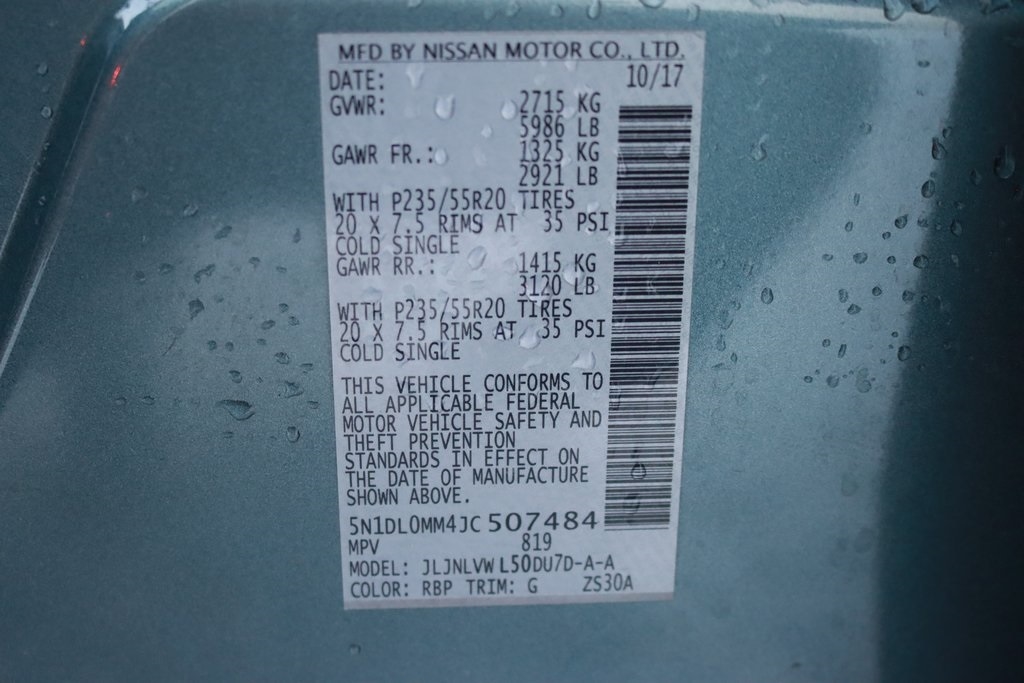 MFD BY NISSAN MOTOR CO., LTD.
DATE: 10/17
GVWR: 2715 KG
5986 LB
GAWR FR.: 1325 KG
2921 LB
WITH P235/55R20 TIRES
20 X 7.5 RIMS AT 35 PSI
COLD SINGLE
GAWR RR.: 1415 KG
3120 LB
WITH P235/55R20 TIRES
20 X 7.5 RIMS AT 35 PSI
COLD SINGLE
THIS VEHICLE CONFORMS TO
ALL APPLICABLE FEDERAL
MOTOR VEHICLE SAFETY AND
THEFT PREVENTION
STANDARDS IN EFFECT ON
THE DATE OF MANUFACTURE
SHOWN ABOVE.
5N1DL0MM4JC507484
MPV 819
MODEL: JLJNLVWL50DU7D-A-A
COLOR: RBP TRIM: G ZS30A